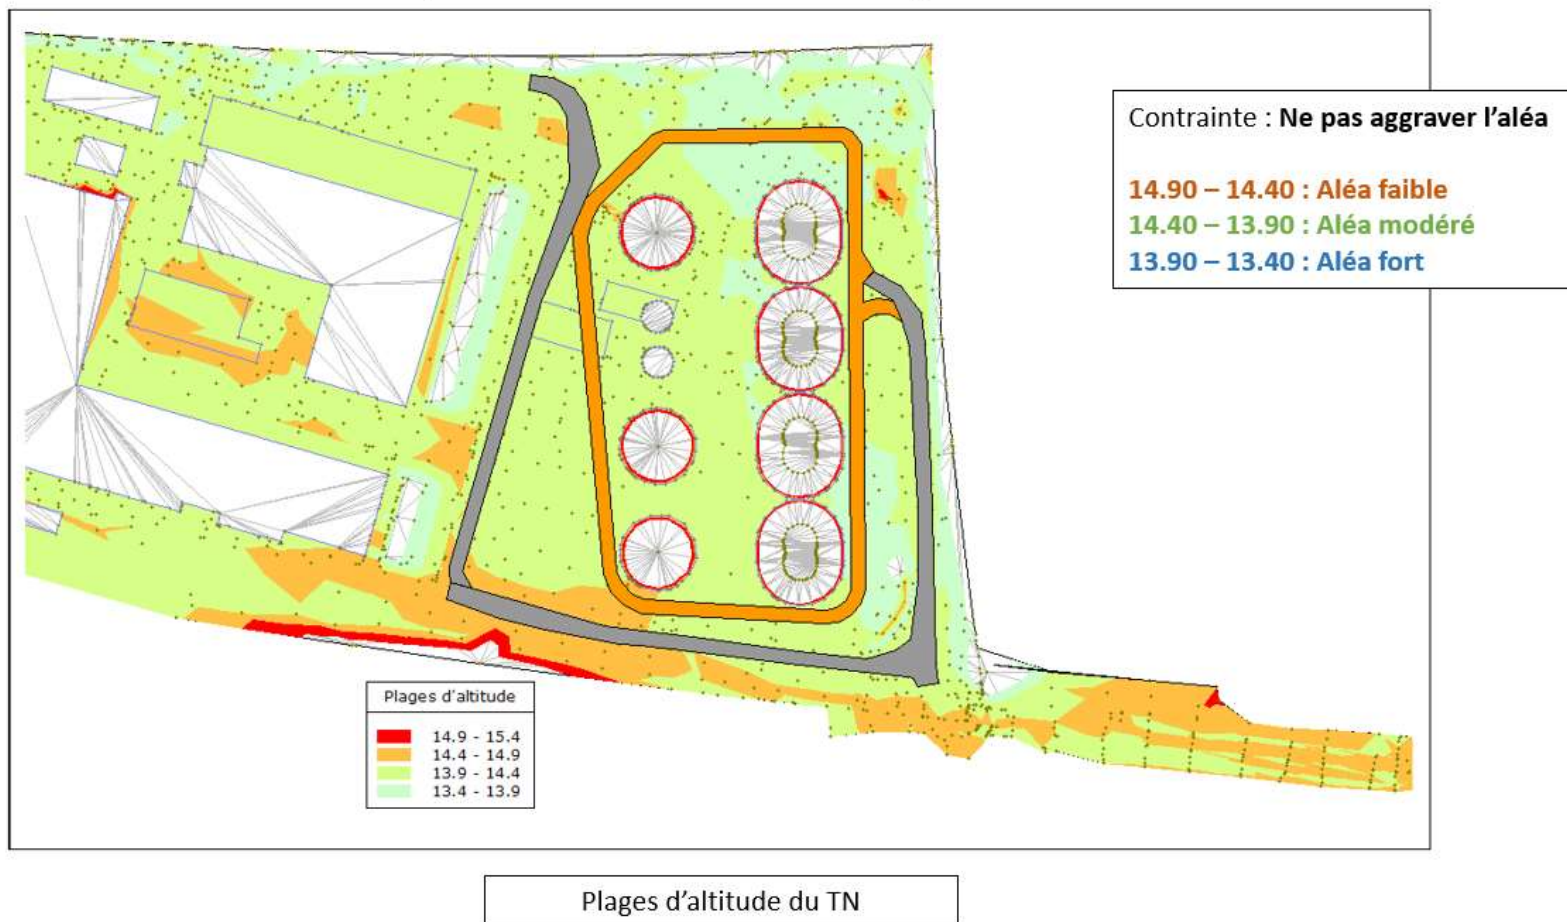 Contrainte : Ne pas aggraver l’aléa
14.90 – 14.40 : Aléa faible
14.40 – 13.90 : Aléa modéré
13.90 – 13.40 : Aléa fort
Plages d'altitude
14.9 - 15.4
14.4 - 14.9
13.9 - 14.4
13.4 - 13.9
Plages d’altitude du TN